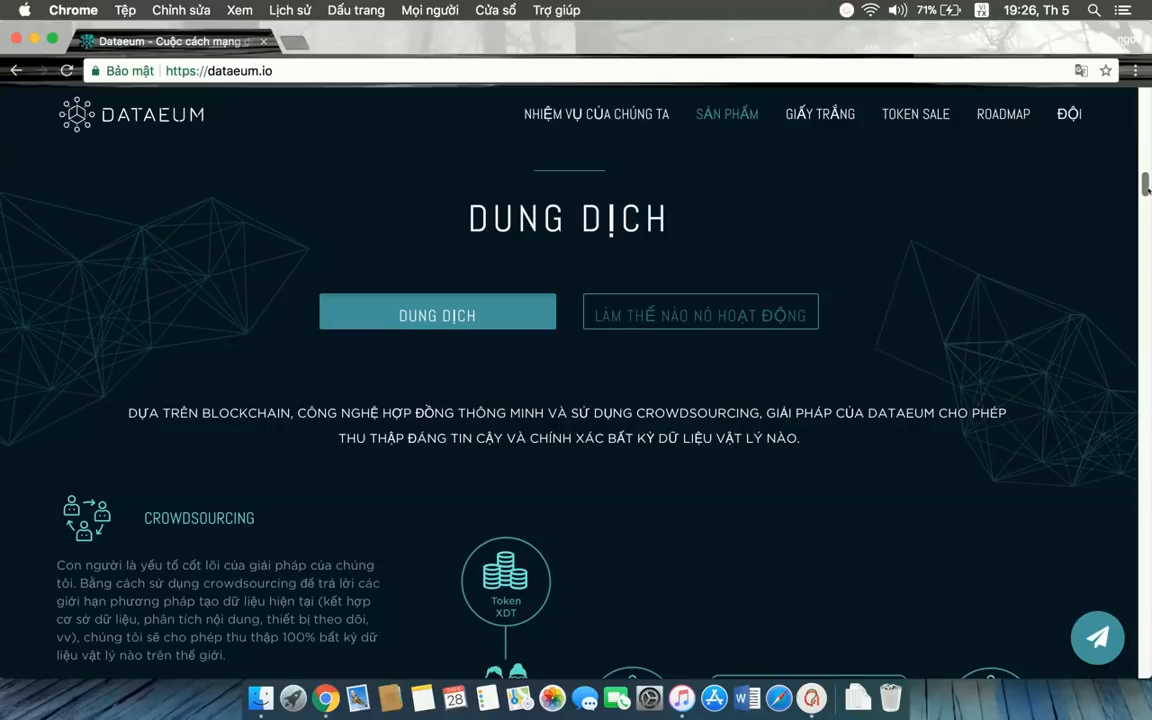 Chrome Tệp Chỉnh sửa Xem Lịch sử Dấu trang Mọi người Cửa sổ Trợ giúp 71% VI TX 19:26, Th 5
Dataeum - Cuộc cách mạng
Bảo mật https://dataeum.io
DATAEUM NHIỆM VỤ CỦA CHÚNG TA SẢN PHẨM GIẤY TRẮNG TOKEN SALE ROADMAP ĐỘI
DUNG DỊCH
DUNG DỊCH LÀM THẾ NÀO NÓ HOẠT ĐỘNG
DỰA TRÊN BLOCKCHAIN, CÔNG NGHỆ HỢP ĐỒNG THÔNG MINH VÀ SỬ DỤNG CROWDSOURCING, GIẢI PHÁP CỦA DATAEUM CHO PHÉP
THU THẬP ĐÁNG TIN CẬY VÀ CHÍNH XÁC BẤT KỲ DỮ LIỆU VẬT LÝ NÀO.
CROWDSOURCING
Con người là yếu tố cốt lõi của giải pháp của chúng
tôi. Bằng cách sử dụng crowdsourcing để trả lời các
giới hạn phương pháp tạo dữ liệu hiện tại (kết hợp
cơ sở dữ liệu, phân tích nội dung, thiết bị theo dõi,
vv), chúng tôi sẽ cho phép thu thập 100% bất kỳ dữ
liệu vật lý nào trên thế giới.
Token
XDT
28